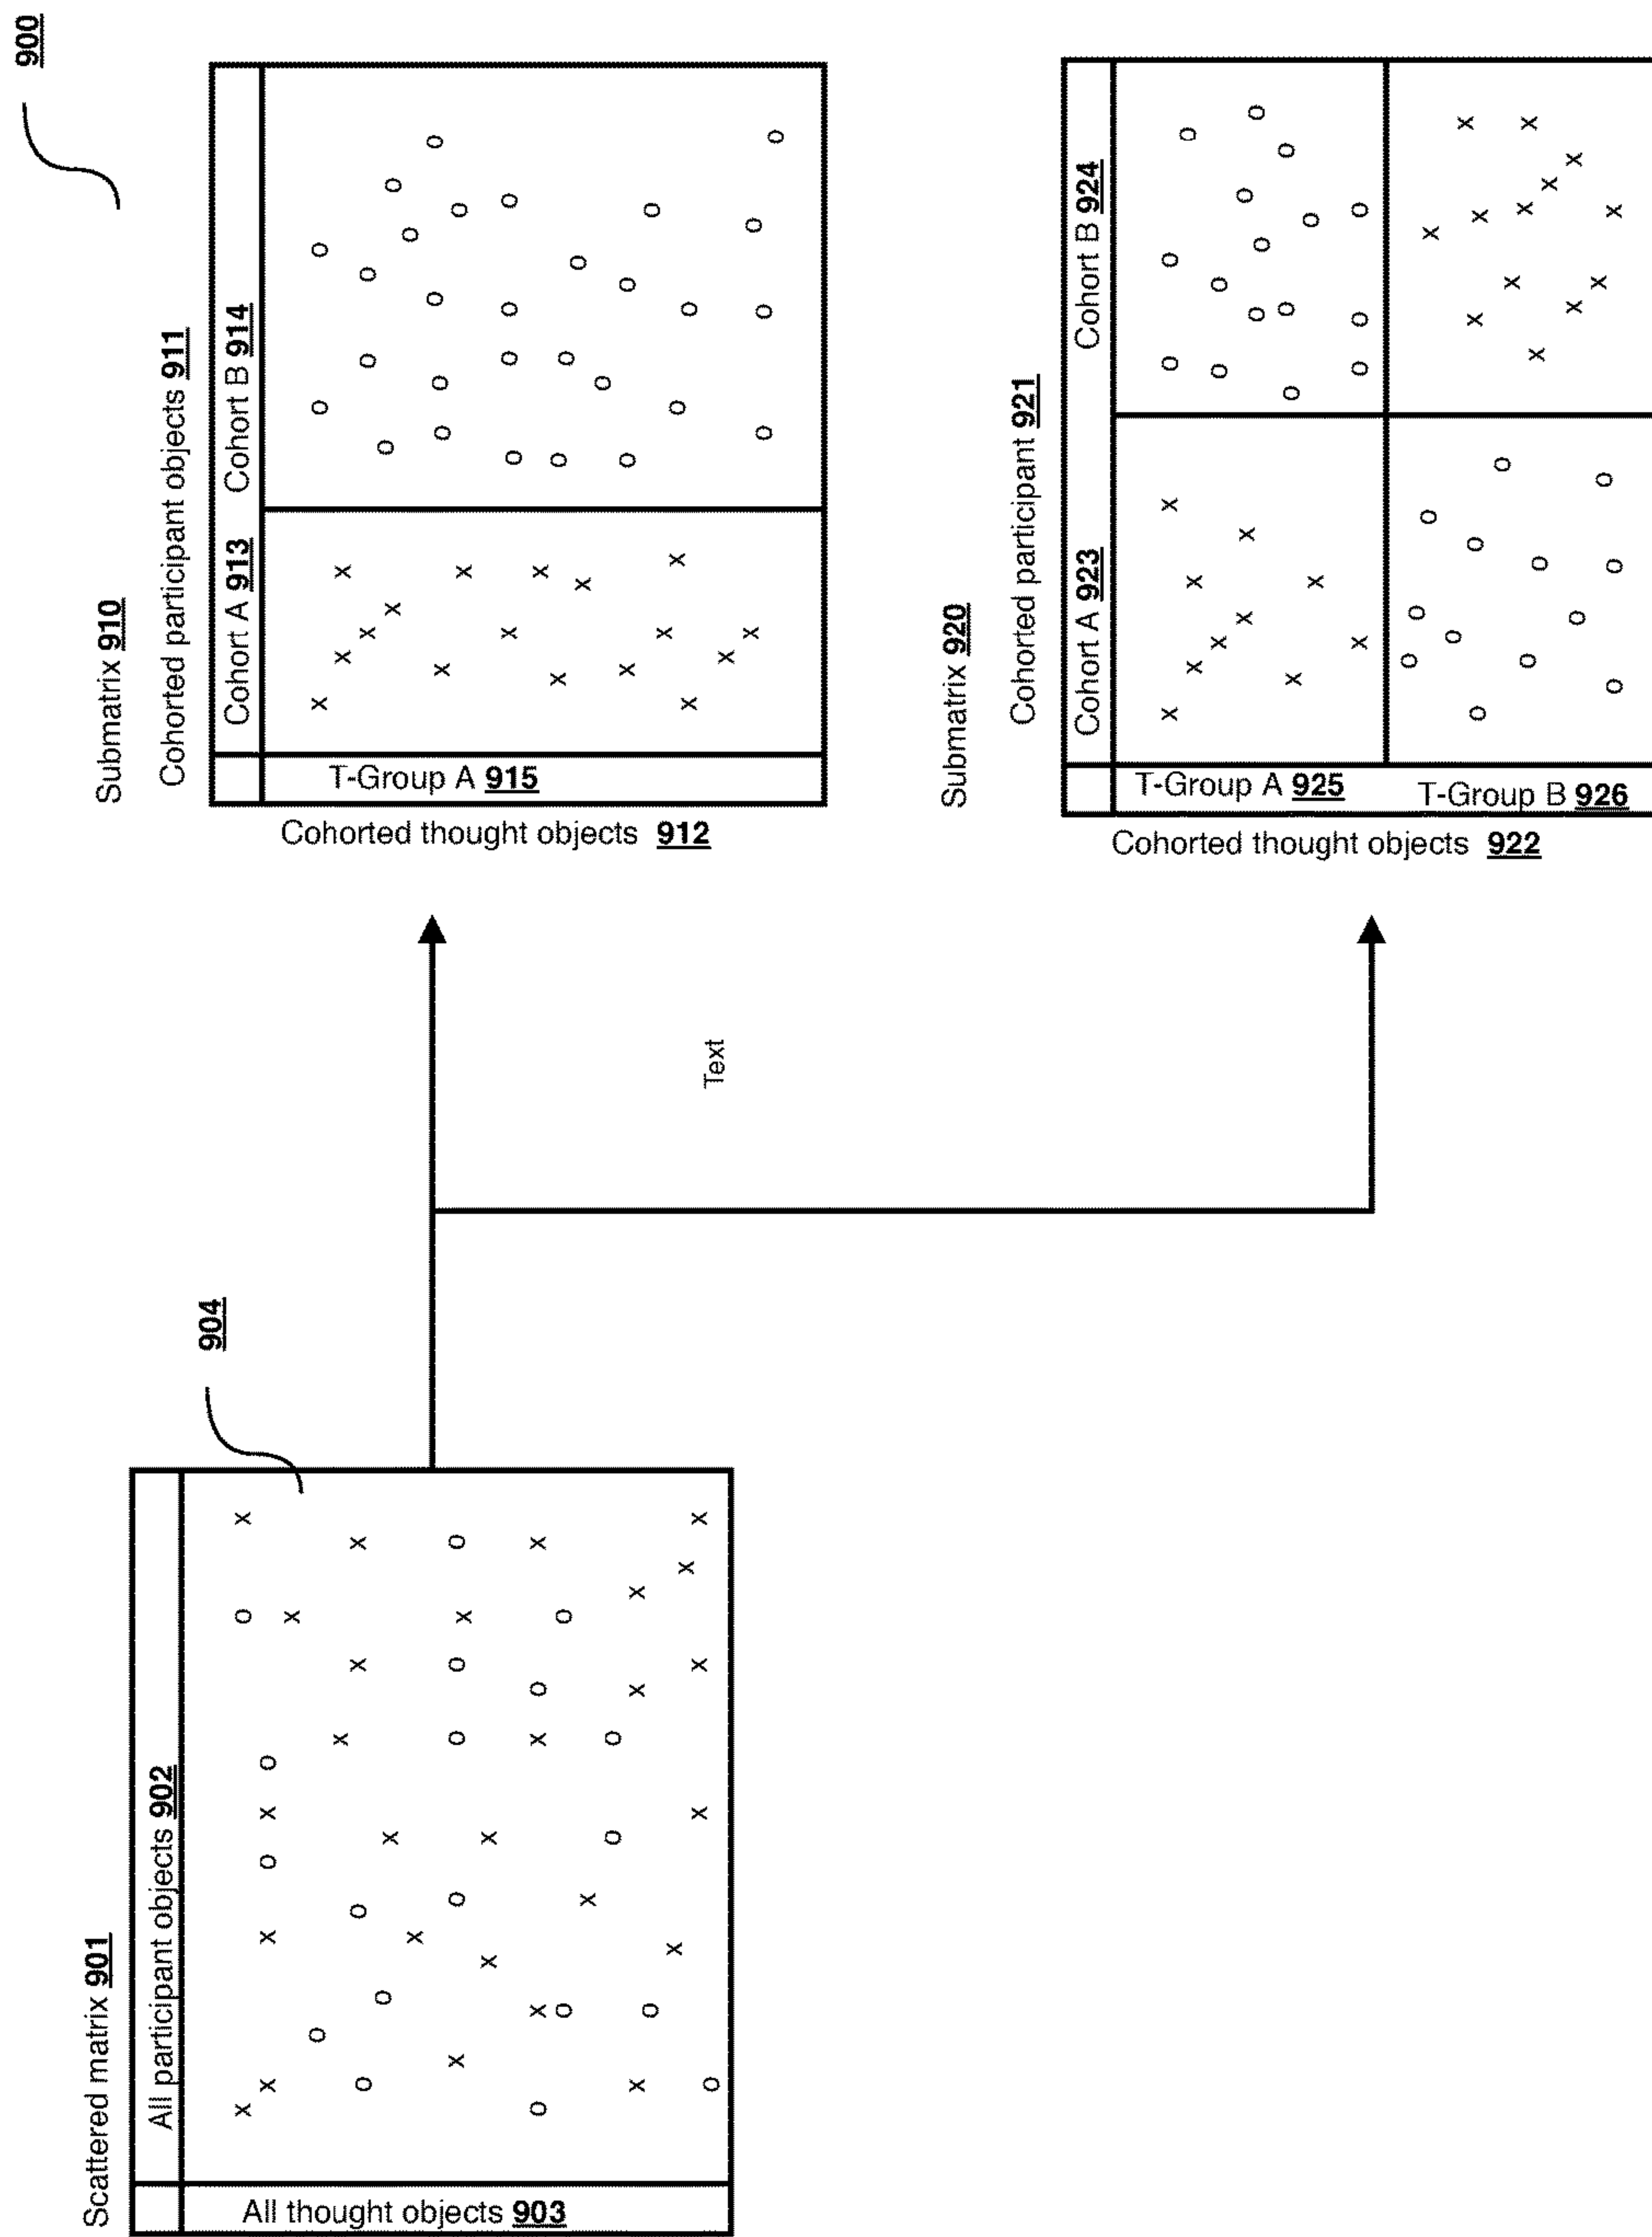 900
Scattered matrix 901
All participant objects 902
All thought objects 903
904
Text
Submatrix 910
Cohorted participant objects 911
Cohort A 913
Cohort B 914
T-Group A 915
Cohorted thought objects 912
Submatrix 920
Cohorted participant 921
Cohort A 923
Cohort B 924
T-Group A 925
T-Group B 926
Cohorted thought objects 922